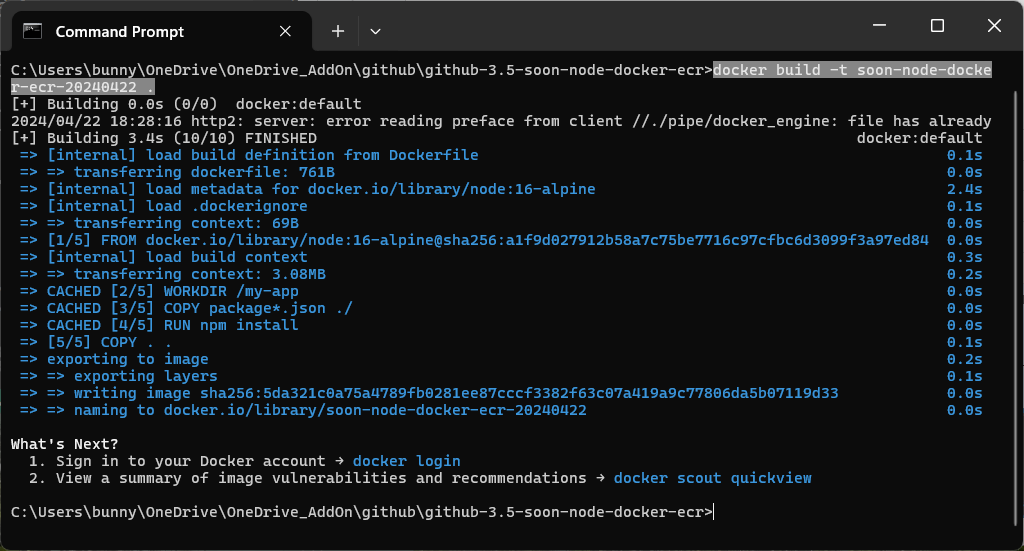 Command Prompt
C:\Users\bunny\OneDrive\OneDrive_AddOn\github\github-3.5-soon-node-docker-ecr>docker build -t soon-node-docke
r-ecr-20240422 .
[+] Building 0.0s (0/0)  docker:default
2024/04/22 18:28:16 http2: server: error reading preface from client //./pipe/docker_engine: file has already
[+] Building 3.4s (10/10) FINISHED docker:default
=> [internal] load build definition from Dockerfile 0.1s
=> => transferring dockerfile: 761B 0.0s
=> [internal] load metadata for docker.io/library/node:16-alpine 2.4s
=> [internal] load .dockerignore 0.1s
=> => transferring context: 69B 0.0s
=> [1/5] FROM docker.io/library/node:16-alpine@sha256:a1f9d027912b58a7c75be7716c97cfbc6d3099f3a97ed84 0.0s
=> [internal] load build context 0.3s
=> => transferring context: 3.08MB 0.2s
=> CACHED [2/5] WORKDIR /my-app 0.0s
=> CACHED [3/5] COPY package*.json ./ 0.0s
=> CACHED [4/5] RUN npm install 0.0s
=> [5/5] COPY . . 0.1s
=> exporting to image 0.2s
=> => exporting layers 0.1s
=> => writing image sha256:5da321c0a75a4789fb0281ee87cccf3382f63c07a419a9c77806da5b07119d33 0.0s
=> => naming to docker.io/library/soon-node-docker-ecr-20240422 0.0s
What's Next?
1. Sign in to your Docker account → docker login
2. View a summary of image vulnerabilities and recommendations → docker scout quickview
C:\Users\bunny\OneDrive\OneDrive_AddOn\github\github-3.5-soon-node-docker-ecr>